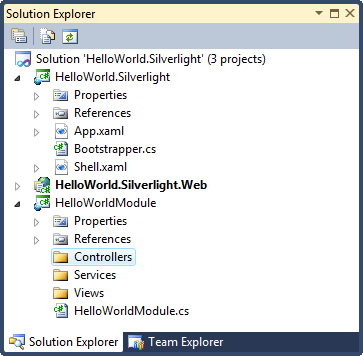 Solution Explorer
Solution 'HelloWorld.Silverlight' (3 projects)
HelloWorld.Silverlight
Properties
References
App.xaml
Bootstrapper.cs
Shell.xaml
HelloWorld.Silverlight.Web
HelloWorldModule
Properties
References
Controllers
Services
Views
HelloWorldModule.cs
Solution Explorer Team Explorer